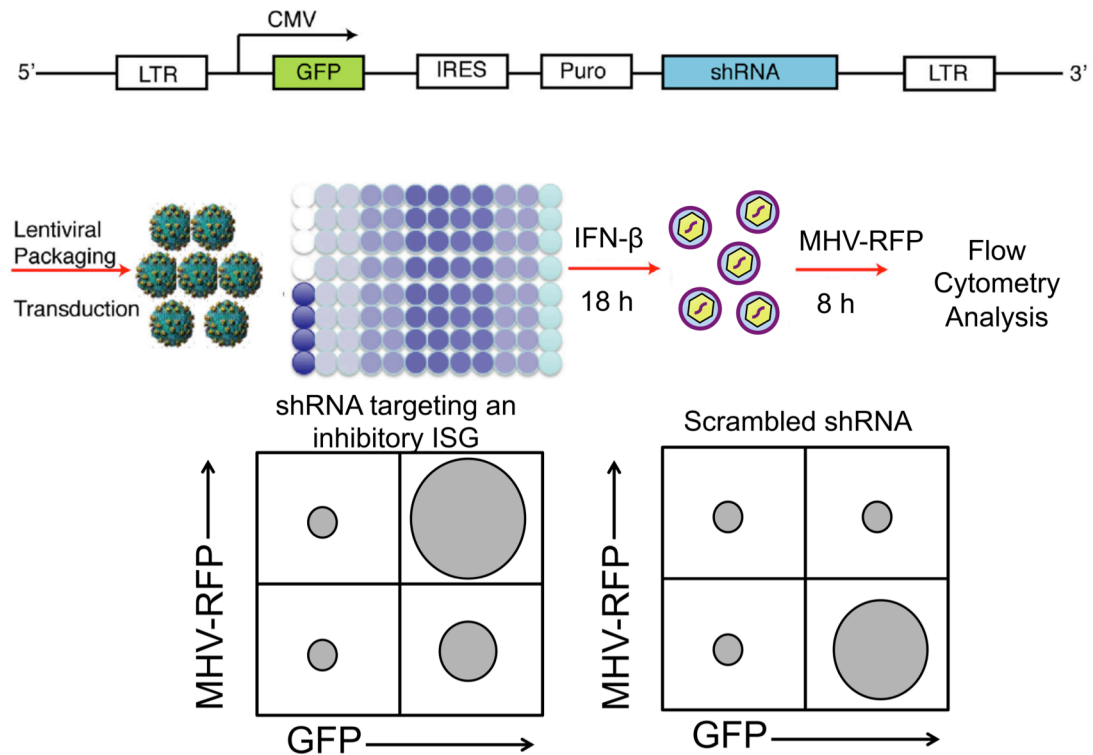 CMV
5'
LTR
GFP
IRES
Puro
shRNA
LTR
3'
Lentiviral
Packaging
Transduction
IFN-β
18 h
MHV-RFP
8 h
Flow
Cytometry
Analysis
shRNA targeting an
inhibitory ISG
MHV-RFP
GFP
Scrambled shRNA
MHV-RFP
GFP